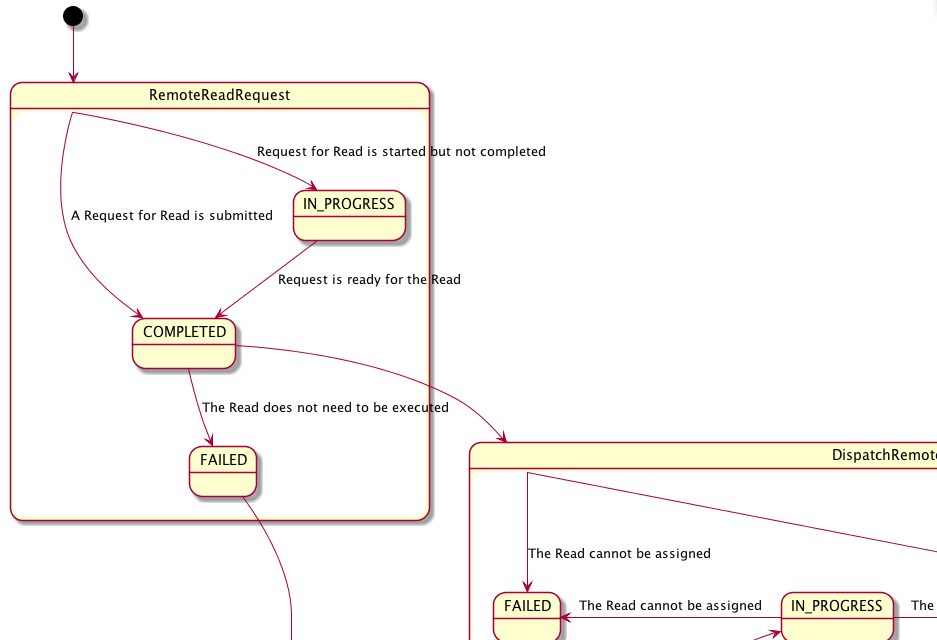 RemoteReadRequest
Request for Read is started but not completed
IN_PROGRESS
A Request for Read is submitted
Request is ready for the Read
COMPLETED
The Read does not need to be executed
FAILED
DispatchRemote
The Read cannot be assigned
FAILED
The Read cannot be assigned
IN_PROGRESS
The